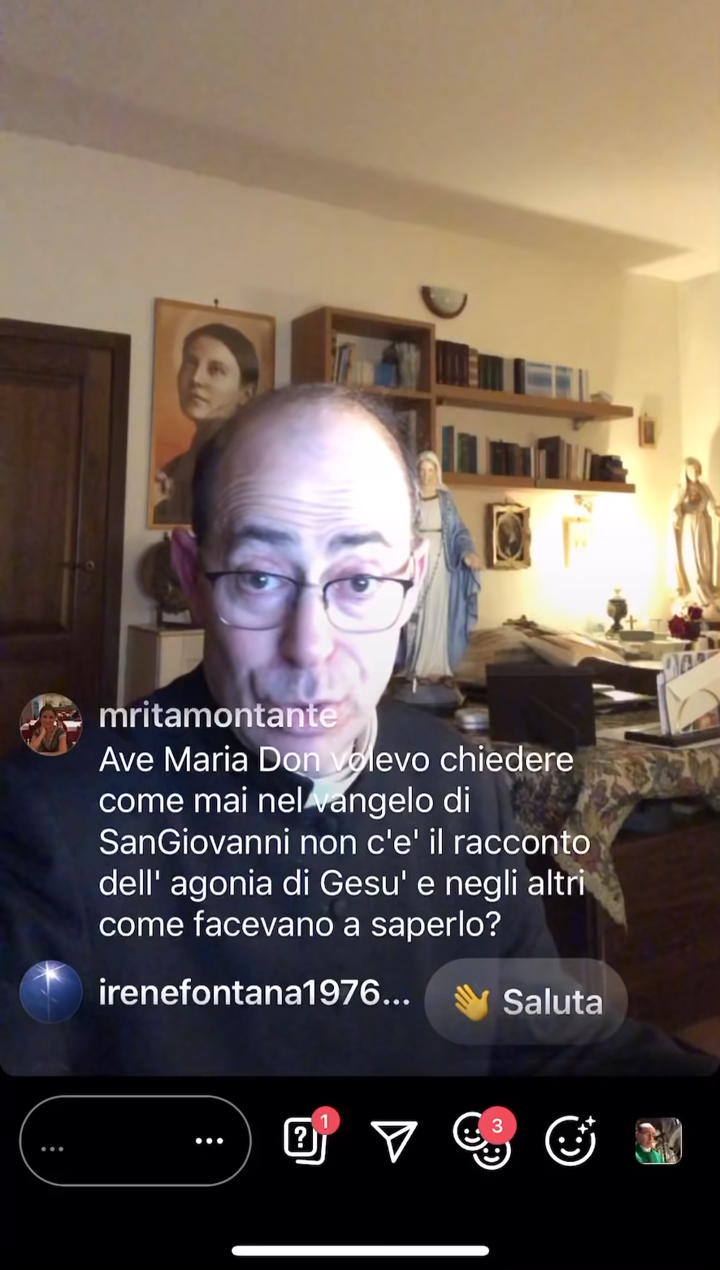 mritamontante
Ave Maria Don volevo chiedere
come mai nel vangelo di
SanGiovanni non c'e' il racconto
dell' agonia di Gesu' e negli altri
come facevano a saperlo?
irenefontana1976...
👋 Saluta
...
1
3